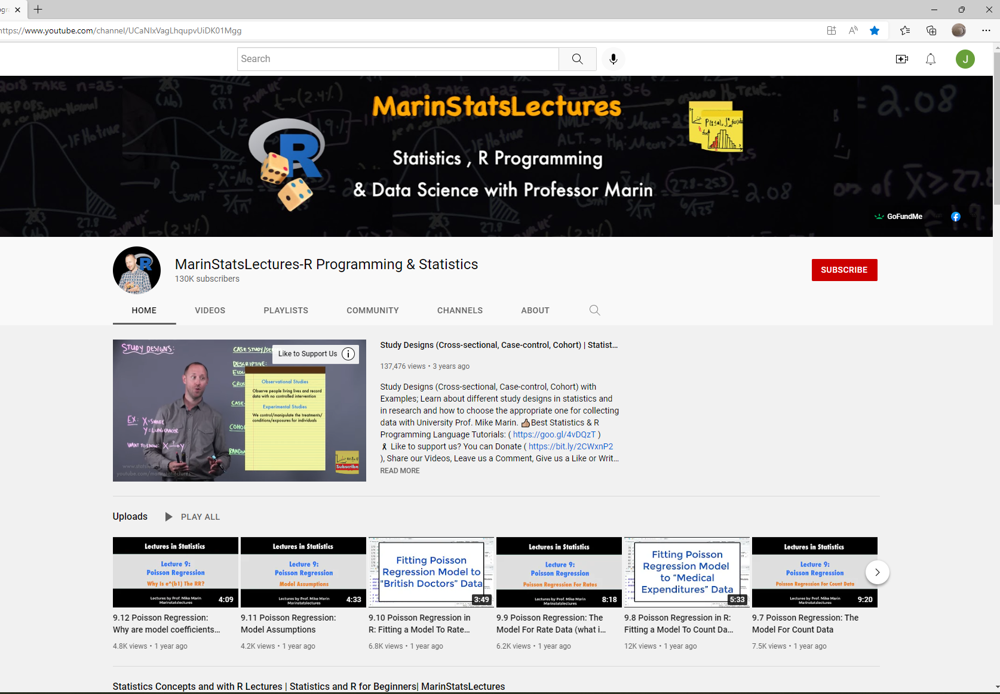 https://www.youtube.com/channel/UCaNIxVagLhqupvUiDK01Mgg
Search
J
MarinStatsLectures
Statistics , R Programming
& Data Science with Professor Marin
GoFundMe
MarinStatsLectures-R Programming & Statistics
130K subscribers
SUBSCRIBE
HOME VIDEOS PLAYLISTS COMMUNITY CHANNELS ABOUT
STUDY DESIGNS:
Like to Support Us
DESCRIPTIVE:
Observational Studies
Observe people living lives and record
data with no controlled intervention
Experimental Studies
We control/manipulate the treatments/
conditions/exposures for individuals
EX: X=SMOKE
Y=LUNG CANCER
WANT TO KNOW: X ?→ Y
Subscribe
youtube.com/marinstatlectures
Study Designs (Cross-sectional, Case-control, Cohort) | Statist...
137,476 views • 3 years ago
Study Designs (Cross-sectional, Case-control, Cohort) with
Examples; Learn about different study designs in statistics and
in research and how to choose the appropriate one for collecting
data with University Prof. Mike Marin. 👍🏽Best Statistics & R
Programming Language Tutorials: ( https://goo.gl/4vDQzT )
🎗 Like to support us? You can Donate ( https://bit.ly/2CWxnP2
), Share our Videos, Leave us a Comment, Give us a Like or Writ...
READ MORE
Uploads PLAY ALL
Lectures in Statistics
Lecture 9:
Poisson Regression
Why Is e^(b1) The RR?
Lectures by Prof. Mike Marin
Marinstatslectures
4:09
9.12 Poisson Regression:
Why are model coefficients...
4.8K views • 1 year ago
Lectures in Statistics
Lecture 9:
Poisson Regression
Model Assumptions
Lectures by Prof. Mike Marin
Marinstatslectures
4:33
9.11 Poisson Regression:
Model Assumptions
4.2K views • 1 year ago
Fitting Poisson
Regression Model to
"British Doctors" Data
3:49
9.10 Poisson Regression in
R: Fitting a Model To Rate...
6.8K views • 1 year ago
Lectures in Statistics
Lecture 9:
Poisson Regression
Poisson Regression For Rates
Lectures by Prof. Mike Marin
Marinstatslectures
8:18
9.9 Poisson Regression: The
Model For Rate Data (what i...
6.2K views • 1 year ago
Fitting Poisson
Regression Model
to "Medical
Expenditures" Data
5:33
9.8 Poisson Regression in R:
Fitting a Model To Count Da...
12K views • 1 year ago
Lectures in Statistics
Lecture 9:
Poisson Regression
Poisson Regression For Count Data
Lectures by Prof. Mike Marin
Marinstatslectures
9:20
9.7 Poisson Regression: The
Model For Count Data
7.5K views • 1 year ago
Statistics Concepts and with R Lectures | Statistics and R for Beginners| MarinStatsLectures